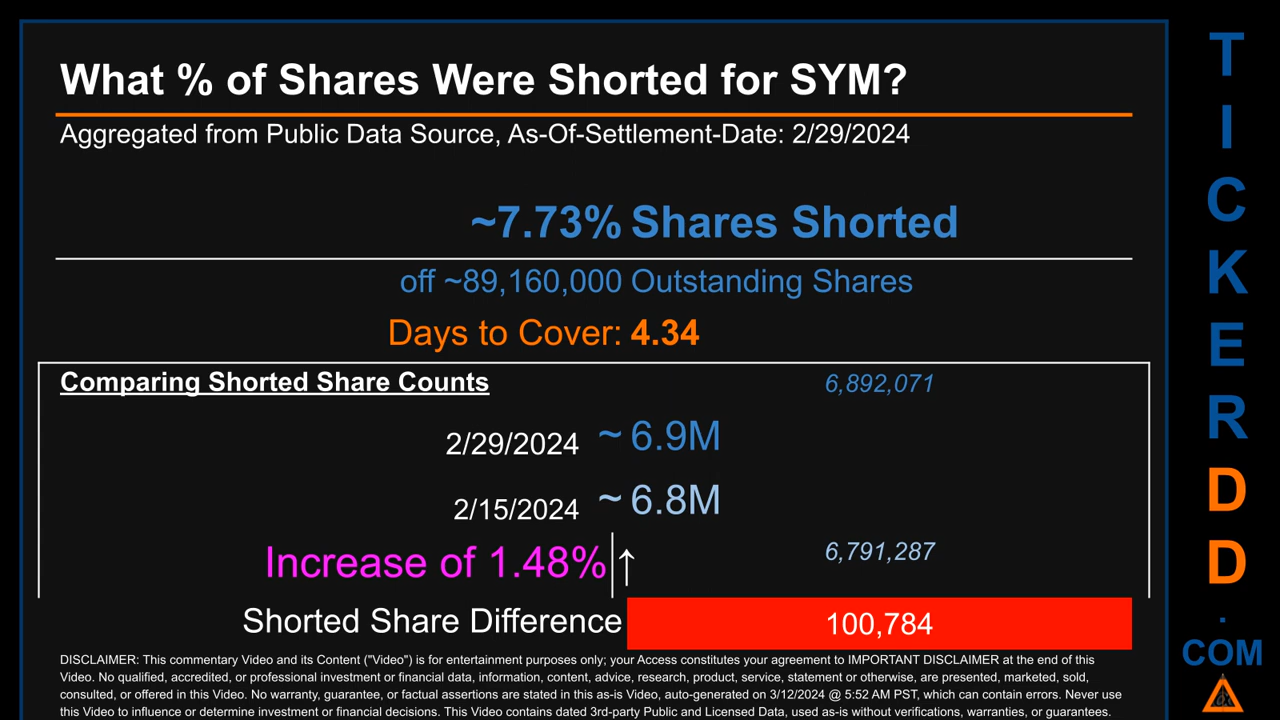 What % of Shares Were Shorted for SYM?
Aggregated from Public Data Source, As-Of-Settlement-Date: 2/29/2024
~7.73% Shares Shorted
off ~89,160,000 Outstanding Shares
Days to Cover: 4.34
Comparing Shorted Share Counts
6,892,071
2/29/2024 ~ 6.9M
2/15/2024 ~ 6.8M
6,791,287
Increase of 1.48% ↑
Shorted Share Difference 100,784
DISCLAIMER: This commentary Video and its Content ("Video") is for entertainment purposes only; your Access constitutes your agreement to IMPORTANT DISCLAIMER at the end of this
Video. No qualified, accredited, or professional investment or financial data, information, content, advice, research, product, service, statement or otherwise, are presented, marketed, sold,
consulted, or offered in this Video. No warranty, guarantee, or factual assertions are stated in this as-is Video, auto-generated on 3/12/2024 @ 5:52 AM PST, which can contain errors. Never use
this Video to influence or determine investment or financial decisions. This Video contains dated 3rd-party Public and Licensed Data, used as-is without verifications, warranties, or guarantees.
T
I
C
K
E
R
D
D
.
COM